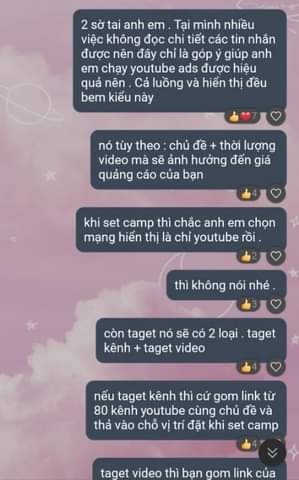 2 sờ tai anh em . Tại mình nhiều
việc không đọc chi tiết các tin nhắn
được nên đây chỉ là góp ý giúp anh
em chạy youtube ads được hiệu
quả nên . Cả luồng và hiển thị đều
bem kiểu này
7
nó tùy theo : chủ đề + thời lượng
video mà sẽ ảnh hưởng đến giá
quảng cáo của bạn
4
khi set camp thì chắc anh em chọn
mạng hiển thị là chỉ youtube rồi .
2
thì không nói nhé .
3
còn taget nó sẽ có 2 loại . taget
kênh + taget video
4
nếu taget kênh thì cứ gom link từ
80 kênh youtube cùng chủ đề và
thả vào chỗ vị trí đặt khi set camp
4
taget video thì bạn gom link của